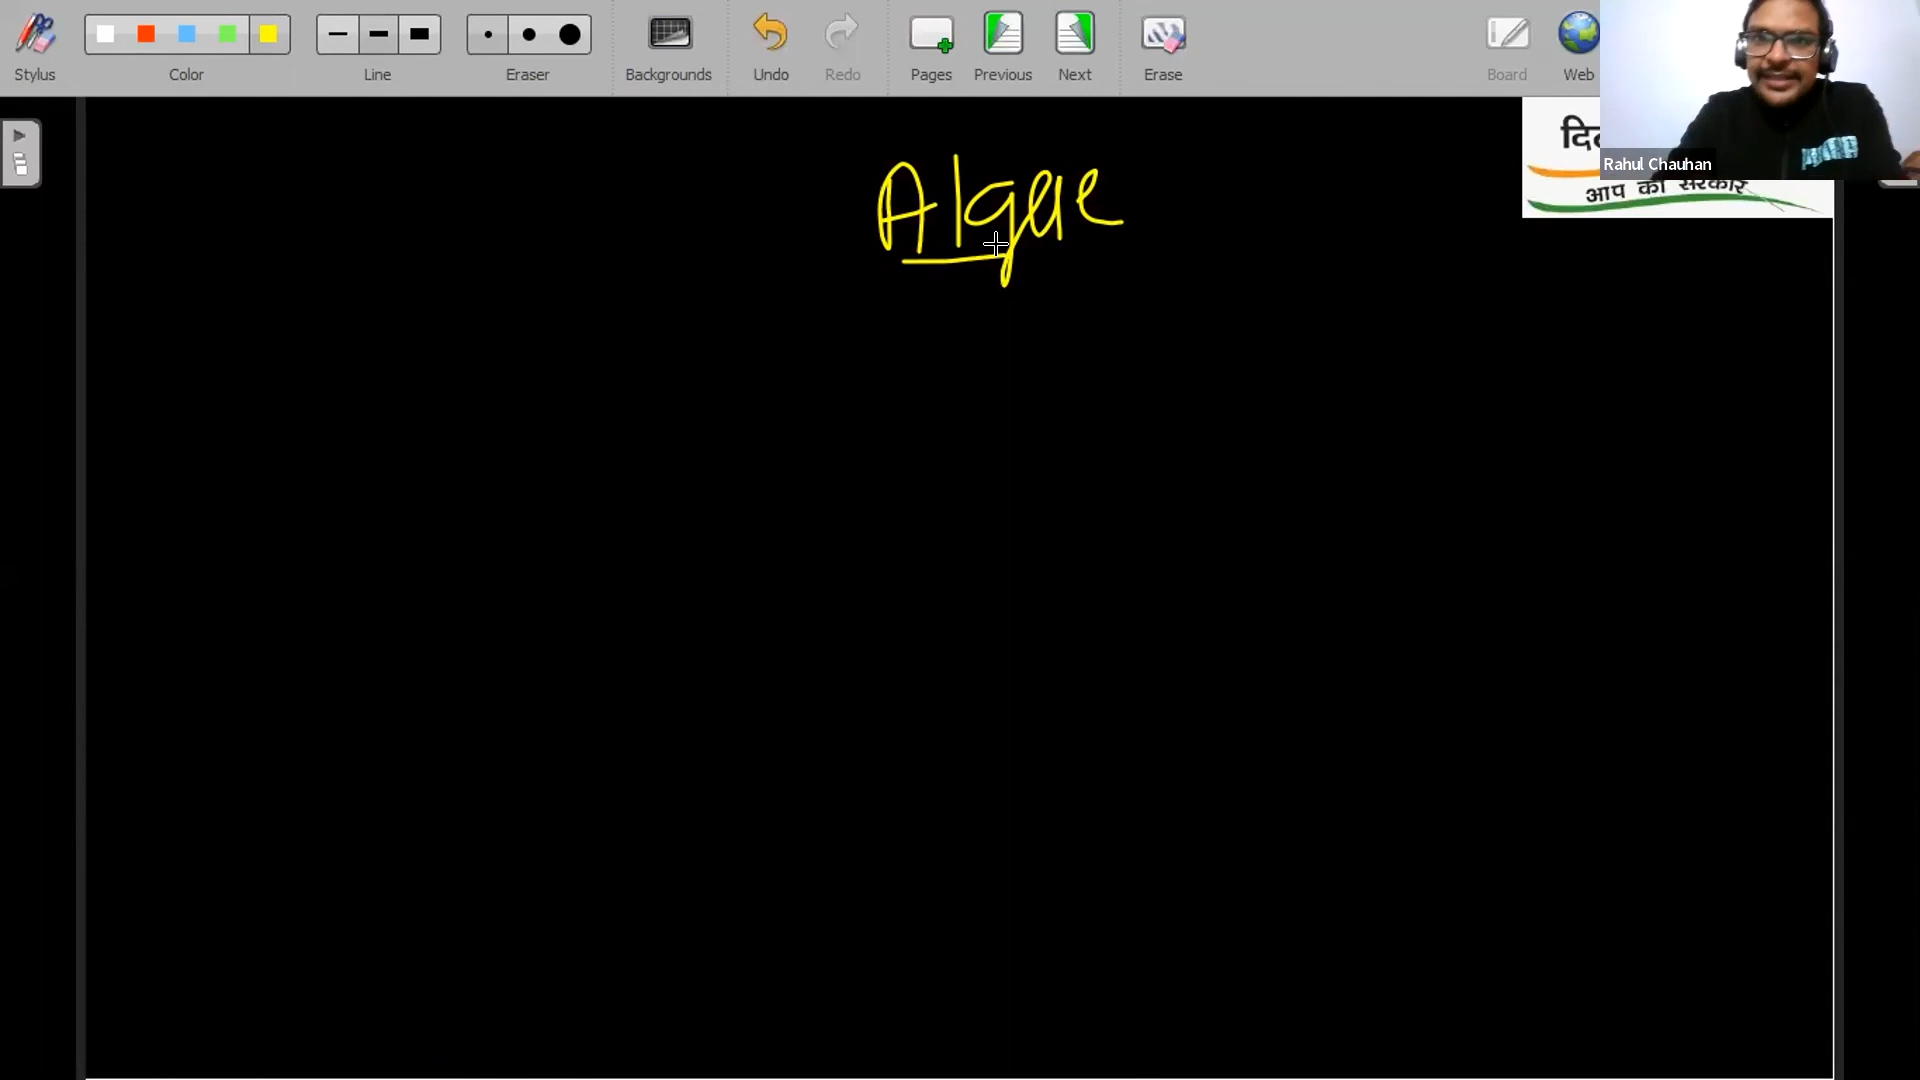 Stylus
Color
Line
Eraser
Backgrounds
Undo
Redo
Pages
Previous
Next
Erase
Board
Web
Rahul Chauhan
आप की सरकार
Algae